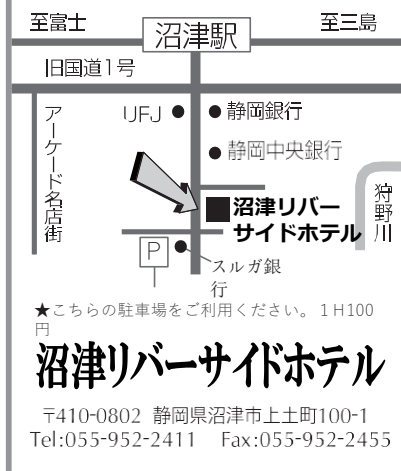 至富士
沼津駅
至三島
旧国道1号
アーケード名店街
UFJ
静岡銀行
静岡中央銀行
沼津リバー
サイドホテル
狩野川
P
スルガ銀
行
★こちらの駐車場をご利用ください。１H100
円
沼津リバーサイドホテル
〒410-0802 静岡県沼津市上土町100-1
Tel:055-952-2411 Fax:055-952-2455